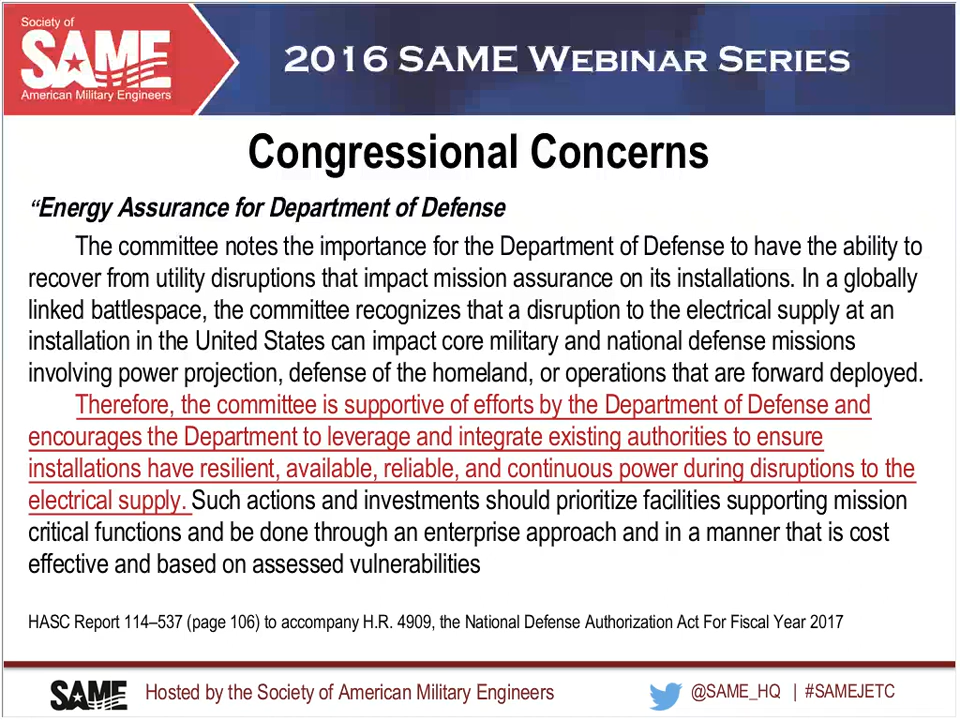 Society of
SAME
American Military Engineers
2016 SAME WEBINAR SERIES
Congressional Concerns
“Energy Assurance for Department of Defense
The committee notes the importance for the Department of Defense to have the ability to
recover from utility disruptions that impact mission assurance on its installations. In a globally
linked battlespace, the committee recognizes that a disruption to the electrical supply at an
installation in the United States can impact core military and national defense missions
involving power projection, defense of the homeland, or operations that are forward deployed.
Therefore, the committee is supportive of efforts by the Department of Defense and
encourages the Department to leverage and integrate existing authorities to ensure
installations have resilient, available, reliable, and continuous power during disruptions to the
electrical supply. Such actions and investments should prioritize facilities supporting mission
critical functions and be done through an enterprise approach and in a manner that is cost
effective and based on assessed vulnerabilities
HASC Report 114–537 (page 106) to accompany H.R. 4909, the National Defense Authorization Act For Fiscal Year 2017
SAME Hosted by the Society of American Military Engineers @SAME_HQ | #SAMEJETC